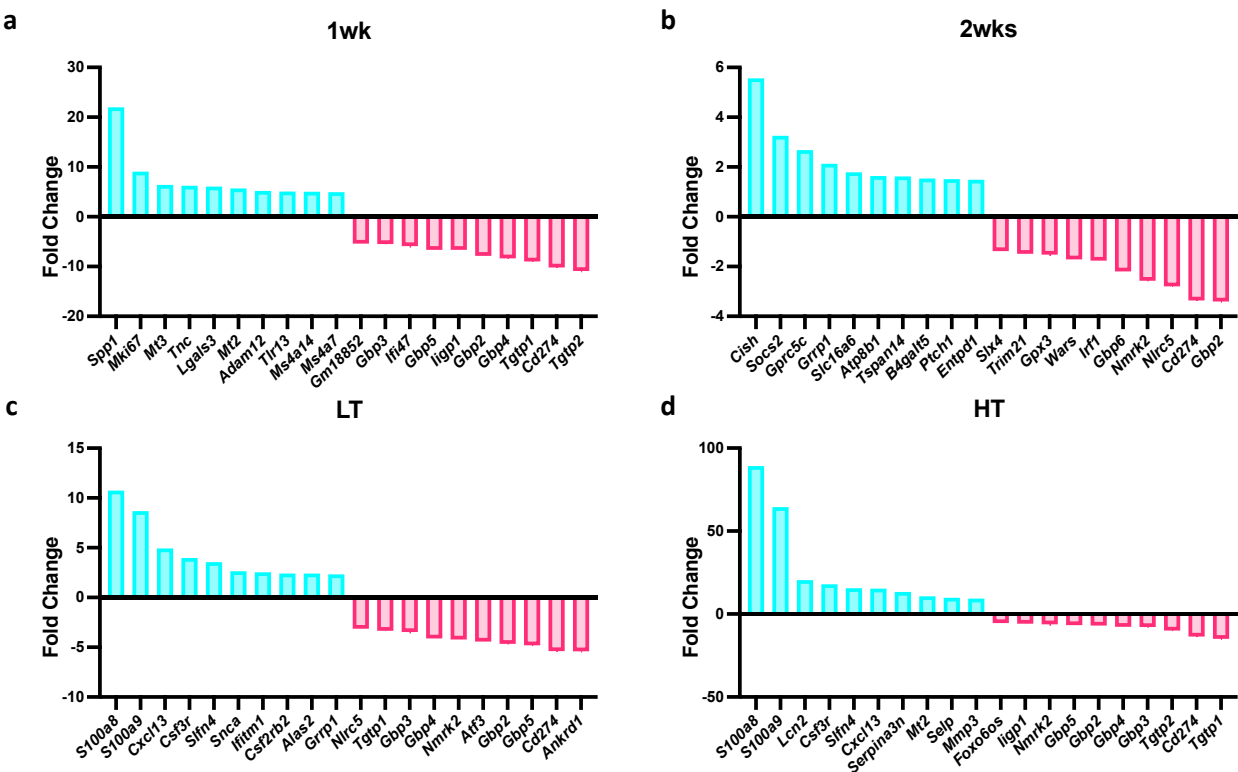 a
1wk
Fold Change
30
20
10
0
-10
-20
Spp1
Mki67
Mt3
Tnc
Lgals3
Mt2
Adam12
Tlr13
Ms4a14
Ms4a7
Gm18852
Gbp3
Ifi47
Gbp5
Iigp1
Gbp2
Gbp4
Tgtp1
Cd274
Tgtp2
b
2wks
Fold Change
6
4
2
0
-2
-4
Cish
Socs2
Gprc5c
Grrp1
Slc16a6
Atp8b1
Tspan14
B4galt5
Ptch1
Entpd1
Slx4
Trim21
Gpx3
Wars
Irf1
Gbp6
Nmrk2
Nlrc5
Cd274
Gbp2
c
LT
Fold Change
15
10
5
0
-5
-10
S100a8
S100a9
Cxcl13
Csf3r
Slfn4
Snca
Ifitm1
Csf2rb2
Alas2
Grrp1
Nlrc5
Tgtp1
Gbp3
Gbp4
Nmrk2
Atf3
Gbp2
Gbp5
Cd274
Ankrd1
d
HT
Fold Change
100
50
0
-50
S100a8
S100a9
Lcn2
Csf3r
Slfn4
Cxcl13
Serpina3n
Mt2
Selp
Mmp3
Foxo6os
Iigp1
Nmrk2
Gbp5
Gbp2
Gbp4
Gbp3
Tgtp2
Cd274
Tgtp1